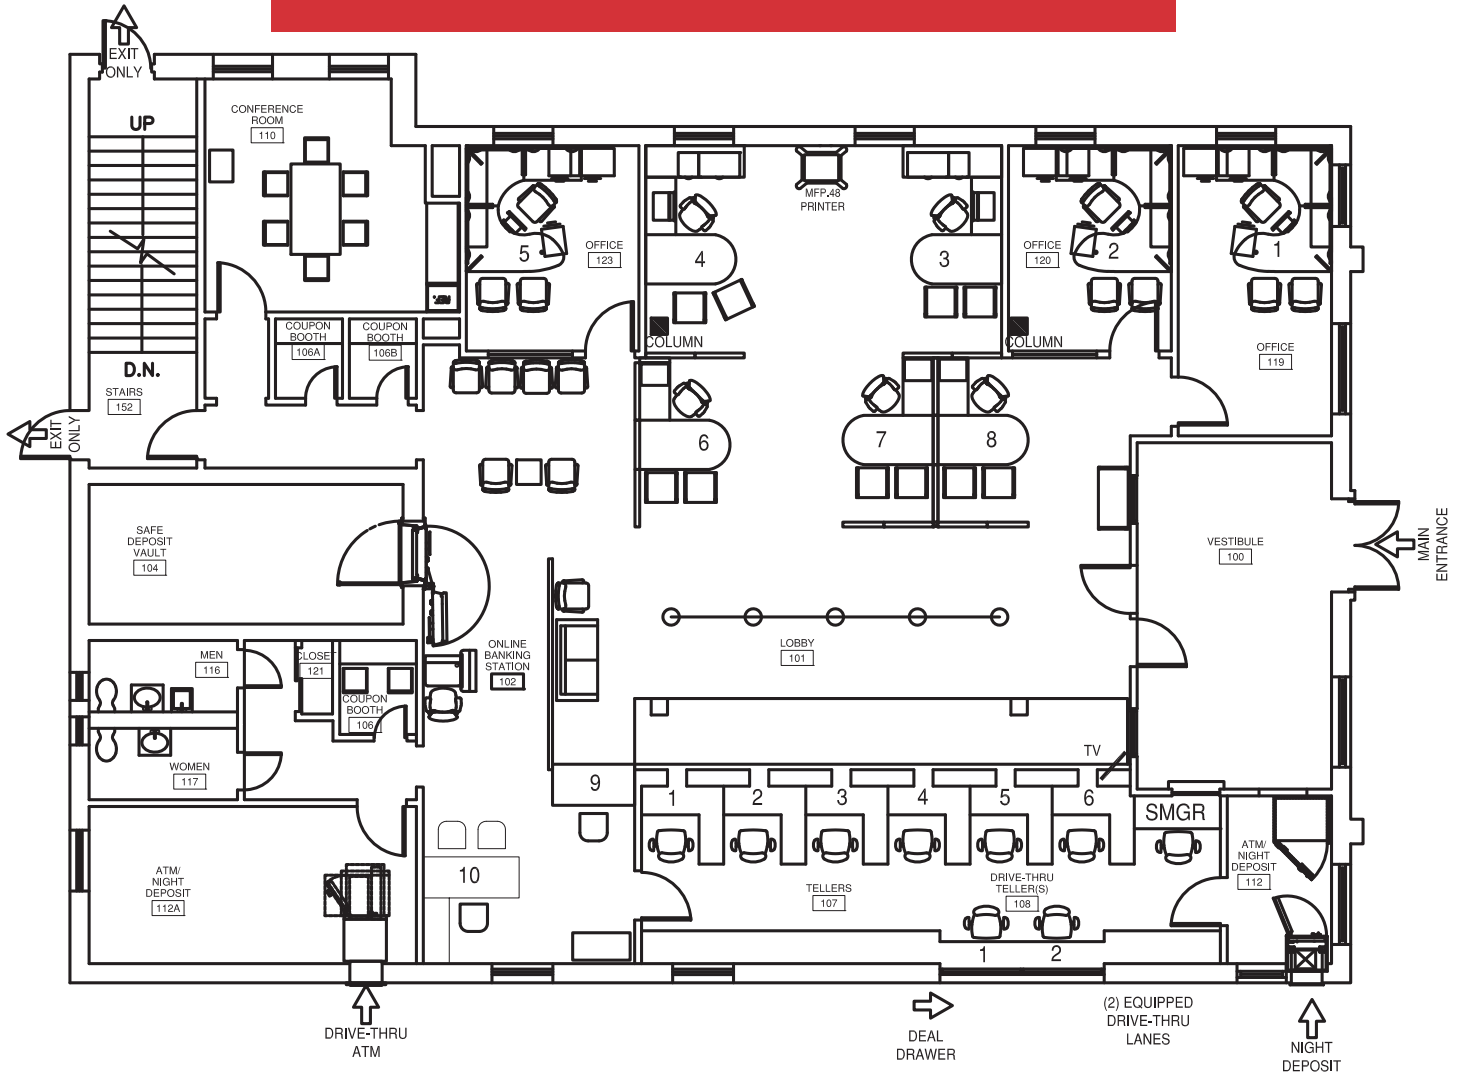 EXIT
ONLY
UP
CONFERENCE
ROOM
110
MFP.48
PRINTER
5
OFFICE
123
4
3
OFFICE
120
2
1
REF.
COUPON
BOOTH
106A
COUPON
BOOTH
106B
COLUMN
COLUMN
OFFICE
119
D.N.
STAIRS
152
EXIT
ONLY
6
7
8
SAFE
DEPOSIT
VAULT
104
VESTIBULE
100
MAIN
ENTRANCE
MEN
116
CLOSET
121
ONLINE
BANKING
STATION
102
LOBBY
101
COUPON
BOOTH
106
WOMEN
117
TV
9
1
2
3
4
5
6
SMGR
ATM/
NIGHT
DEPOSIT
112A
10
TELLERS
107
DRIVE-THRU
TELLER(S)
108
ATM/
NIGHT
DEPOSIT
112
1
2
DRIVE-THRU
ATM
DEAL
DRAWER
(2) EQUIPPED
DRIVE-THRU
LANES
NIGHT
DEPOSIT